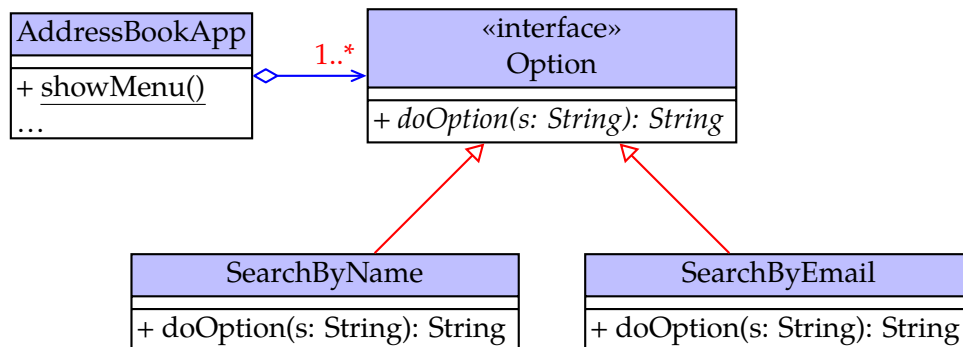 AddressBookApp
+ showMenu()
...
1..*
«interface»
Option
+ doOption(s: String): String
SearchByName
+ doOption(s: String): String
SearchByEmail
+ doOption(s: String): String